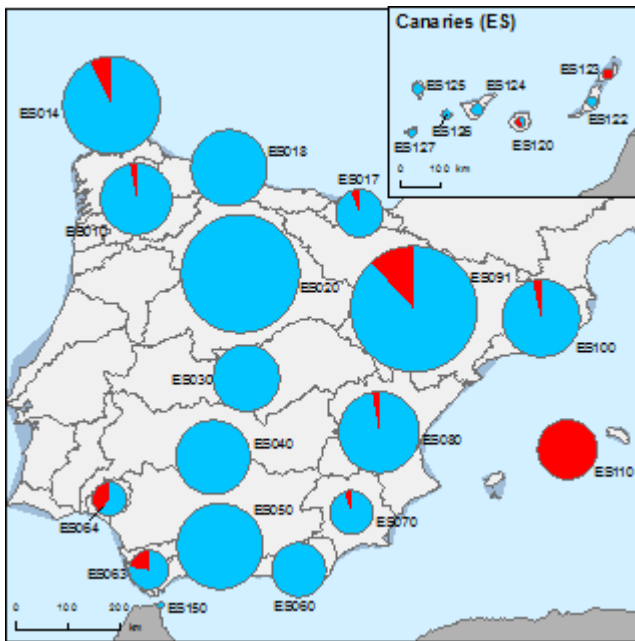 Canaries (ES)
ES123
ES125
ES124
ES126
ES122
ES127
ES120
0 100 km
ES014
ES018
ES017
ES010
ES020
ES091
ES100
ES030
ES040
ES080
ES110
ES064
ES050
ES070
ES063
ES060
ES150
0 100 200
km